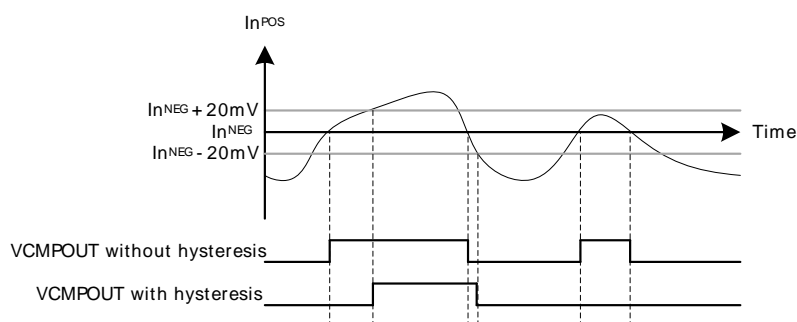 InPOS
InNEG + 20mV
InNEG
Time
InNEG - 20mV
VCMPOUT without hysteresis
VCMPOUT with hysteresis